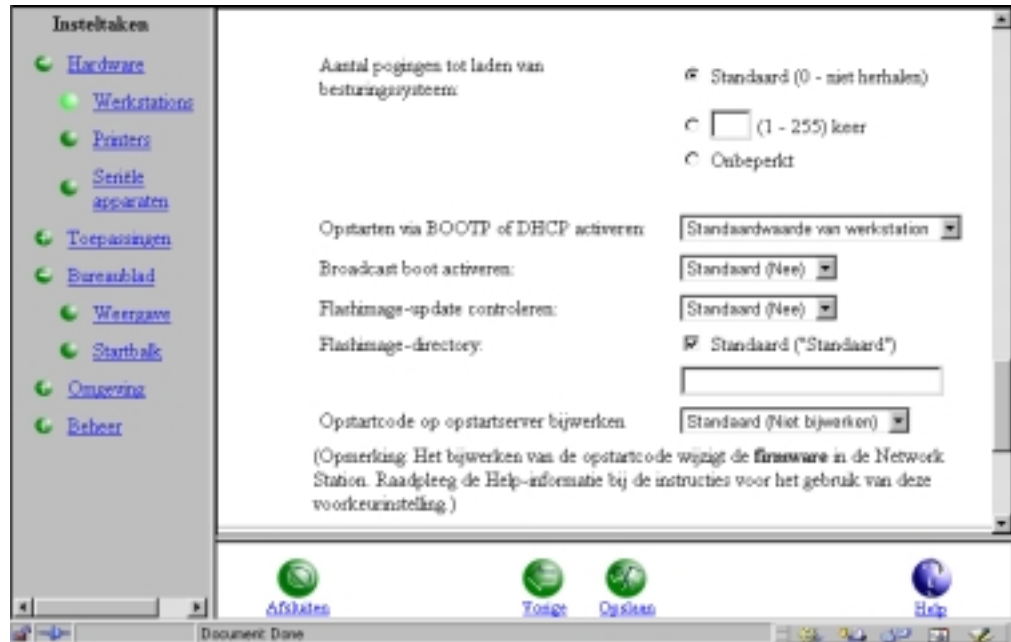 Insteltaken
Hardware
Werkstations
Printers
Seriële
apparaten
Toepassingen
Bureaublad
Weergave
Startbalk
Omgeving
Beheer
Aantal pogingen tot laden van
besturingssysteem:
Standaard (0 - niet herhalen)
(1 - 255) keer
Onbeperkt
Opstarten via BOOTP of DHCP activeren: Standaardwaarde van werkstation
Broadcast boot activeren: Standaard (Nee)
Flashimage-update controleren: Standaard (Nee)
Flashimage-directory: Standaard ("Standaard")
Opstartcode op opstartserver bijwerken Standaard (Niet bijwerken)
(Opmerking: Het bijwerken van de opstartcode wijzigt de firmware in de Network
Station. Raadpleeg de Help-informatie bij de instructies voor het gebruik van deze
voorkeurinstelling.)
Afsluiten Vorige Opslaan Help
Document: Done